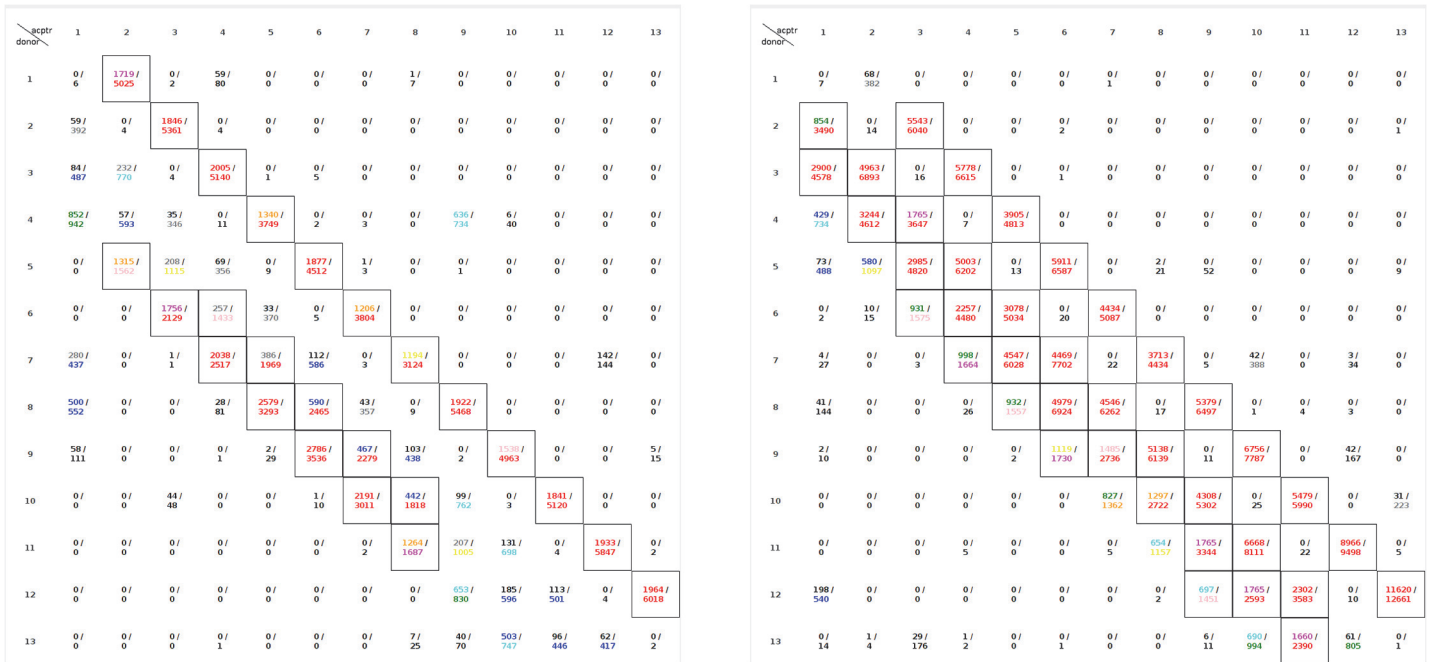 acptr 1 2 3 4 5 6 7 8 9 10 11 12 13
donor
1
0 / 1719 / 0 / 59 / 0 / 0 / 0 / 1 / 0 / 0 / 0 / 0 / 0 /
6 5025 2 80 0 0 0 7 0 0 0 0 0
2
59 / 0 / 1846 / 0 / 0 / 0 / 0 / 0 / 0 / 0 / 0 / 0 / 0 /
392 4 5361 4 0 0 0 0 0 0 0 0 0
3
84 / 232 / 0 / 2005 / 0 / 0 / 0 / 0 / 0 / 0 / 0 / 0 / 0 /
487 770 4 5140 1 5 0 0 0 0 0 0 0
4
852 / 57 / 35 / 0 / 1340 / 0 / 0 / 0 / 636 / 6 / 0 / 0 / 0 /
942 593 346 11 3749 2 3 0 734 40 0 0 0
5
0 / 1315 / 208 / 69 / 0 / 1877 / 1 / 0 / 0 / 0 / 0 / 0 / 0 /
0 1562 1115 356 9 4512 3 0 1 0 0 0 0
6
0 / 0 / 1756 / 257 / 33 / 0 / 1206 / 0 / 0 / 0 / 0 / 0 / 0 /
0 0 2129 1433 370 5 3804 0 0 0 0 0 0
7
280 / 0 / 1 / 2038 / 386 / 112 / 0 / 1194 / 0 / 0 / 0 / 142 / 0 /
437 0 1 2517 1969 586 3 3124 0 0 0 144 0
8
500 / 0 / 0 / 28 / 2579 / 590 / 43 / 0 / 1922 / 0 / 0 / 0 / 0 /
552 0 0 81 3293 2465 357 9 5468 0 0 0 0
9
58 / 0 / 0 / 0 / 2 / 2786 / 467 / 103 / 0 / 1538 / 0 / 0 / 5 /
111 0 0 1 29 3536 2279 438 2 4963 0 0 15
10
0 / 0 / 44 / 0 / 0 / 1 / 2191 / 442 / 99 / 0 / 1841 / 0 / 0 /
0 0 48 0 0 10 3011 1818 762 3 5120 0 0
11
0 / 0 / 0 / 0 / 0 / 0 / 0 / 1264 / 207 / 131 / 0 / 1933 / 0 /
0 0 0 0 0 0 2 1687 1005 698 4 5847 2
12
0 / 0 / 0 / 0 / 0 / 0 / 0 / 0 / 653 / 185 / 113 / 0 / 1964 /
0 0 0 0 0 0 0 0 830 596 501 4 6018
13
0 / 0 / 0 / 0 / 0 / 0 / 0 / 7 / 40 / 503 / 96 / 62 / 0 /
0 0 0 1 0 0 0 25 70 747 446 417 2
acptr 1 2 3 4 5 6 7 8 9 10 11 12 13
donor
1
0 / 68 / 0 / 0 / 0 / 0 / 0 / 0 / 0 / 0 / 0 / 0 / 0 /
7 382 0 0 0 0 1 0 0 0 0 0 0
2
854 / 0 / 5543 / 0 / 0 / 0 / 0 / 0 / 0 / 0 / 0 / 0 / 0 /
3490 14 6040 0 0 2 0 0 0 0 0 0 1
3
2900 / 4963 / 0 / 5778 / 0 / 0 / 0 / 0 / 0 / 0 / 0 / 0 / 0 /
4578 6893 16 6615 0 1 0 0 0 0 0 0 0
4
429 / 3244 / 1765 / 0 / 3905 / 0 / 0 / 0 / 0 / 0 / 0 / 0 / 0 /
734 4612 3647 7 4813 0 0 0 0 0 0 0 0
5
73 / 580 / 2985 / 5003 / 0 / 5911 / 0 / 2 / 0 / 0 / 0 / 0 / 0 /
488 1097 4820 6202 13 6587 0 21 52 0 0 0 9
6
0 / 10 / 931 / 2257 / 3078 / 0 / 4434 / 0 / 0 / 0 / 0 / 0 / 0 /
2 15 1575 4480 5034 20 5087 0 0 0 0 0 0
7
4 / 0 / 0 / 998 / 4547 / 4469 / 0 / 3713 / 0 / 42 / 0 / 3 / 0 /
27 0 3 1664 6028 7702 22 4434 5 388 0 34 0
8
41 / 0 / 0 / 0 / 932 / 4979 / 4546 / 0 / 5379 / 0 / 0 / 0 / 0 /
144 0 0 26 1557 6924 6262 17 6497 1 4 3 0
9
2 / 0 / 0 / 0 / 0 / 1119 / 1485 / 5138 / 0 / 6756 / 0 / 42 / 0 /
10 0 0 0 2 1730 2736 6139 11 7787 0 167 0
10
0 / 0 / 0 / 0 / 0 / 0 / 827 / 1297 / 4308 / 0 / 5479 / 0 / 31 /
0 0 0 0 0 0 1362 2722 5302 25 5990 0 223
11
0 / 0 / 0 / 0 / 0 / 0 / 0 / 654 / 1765 / 6668 / 0 / 8966 / 0 /
0 0 0 5 0 0 5 1157 3344 8111 22 9498 5
12
198 / 0 / 0 / 0 / 0 / 0 / 0 / 0 / 697 / 1765 / 2302 / 0 / 11620 /
540 0 0 0 0 0 0 2 1451 2593 3583 10 12661
13
0 / 1 / 29 / 1 / 0 / 0 / 0 / 0 / 6 / 690 / 1660 / 61 / 0 /
14 4 176 2 0 1 0 0 11 994 2390 805 1